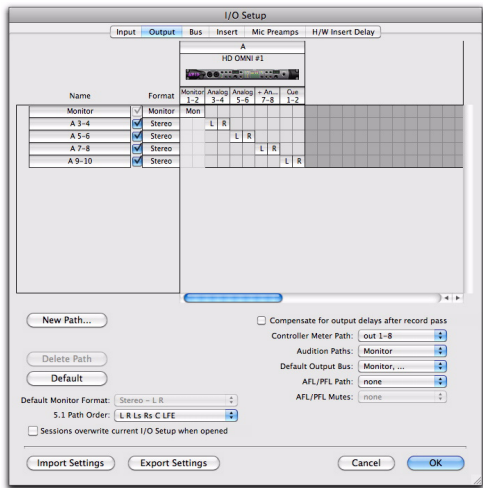 I/O Setup
Input Output Bus Insert Mic Preamps H/W Insert Delay
A
HD OMNI #1
Name Format Monitor Analog Analog + An... Cue
1-2 3-4 5-6 7-8 1-2
Monitor Monitor Mon
A 3-4 Stereo L R
A 5-6 Stereo L R
A 7-8 Stereo L R
A 9-10 Stereo L R
New Path...
Compensate for output delays after record pass
Controller Meter Path: out 1-8
Audition Paths: Monitor
Delete Path
Default Output Bus: Monitor, ...
Default
AFL/PFL Path: none
Default Monitor Format: Stereo - L R
AFL/PFL Mutes: none
5.1 Path Order: L R Ls Rs C LFE
Sessions overwrite current I/O Setup when opened
Import Settings Export Settings Cancel OK